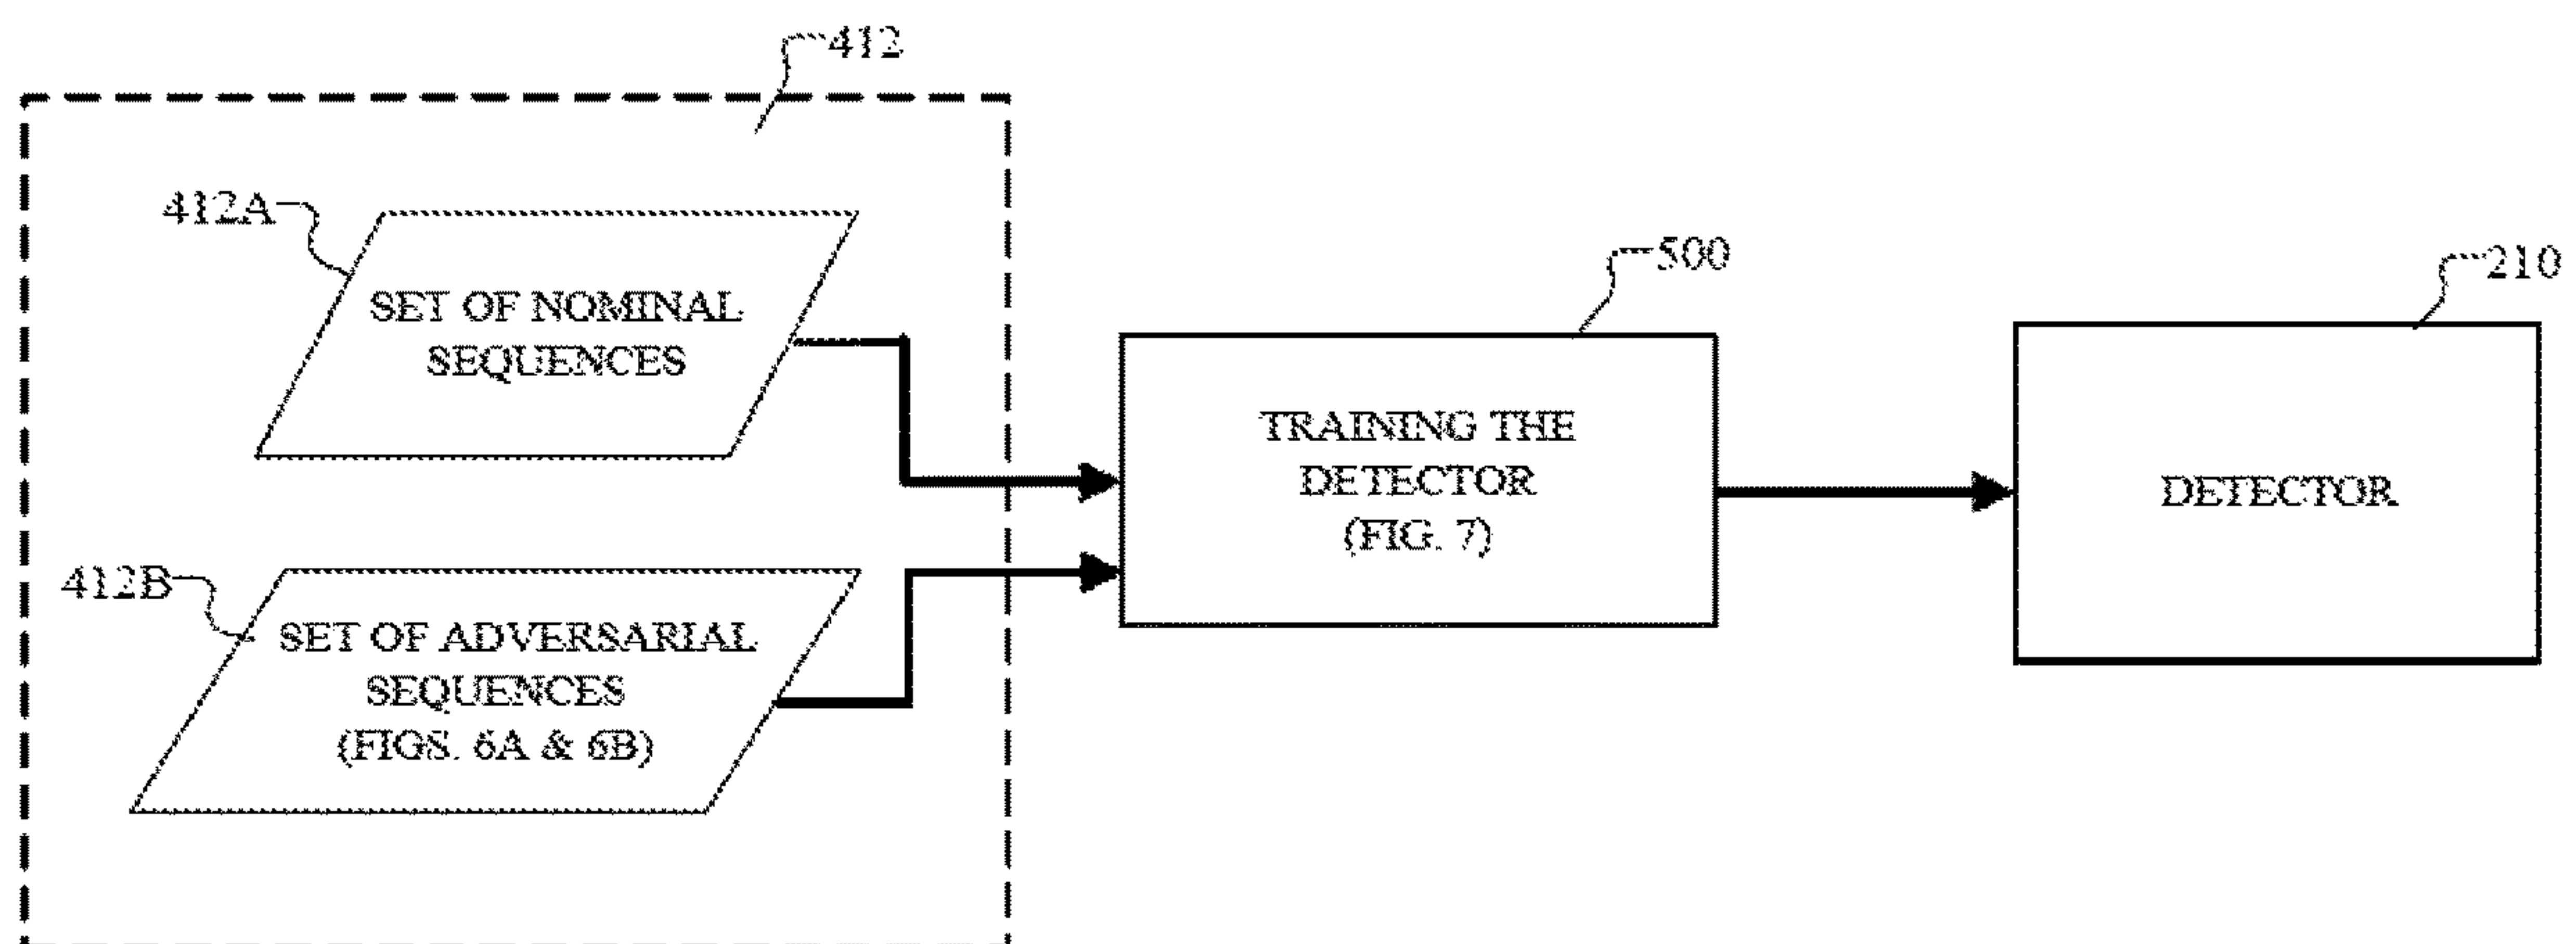 412
412A
SET OF NOMINAL
SEQUENCES
500
210
TRAINING THE
DETECTOR
(FIG. 7)
DETECTOR
412B
SET OF ADVERSARIAL
SEQUENCES
(FIGS. 6A & 6B)